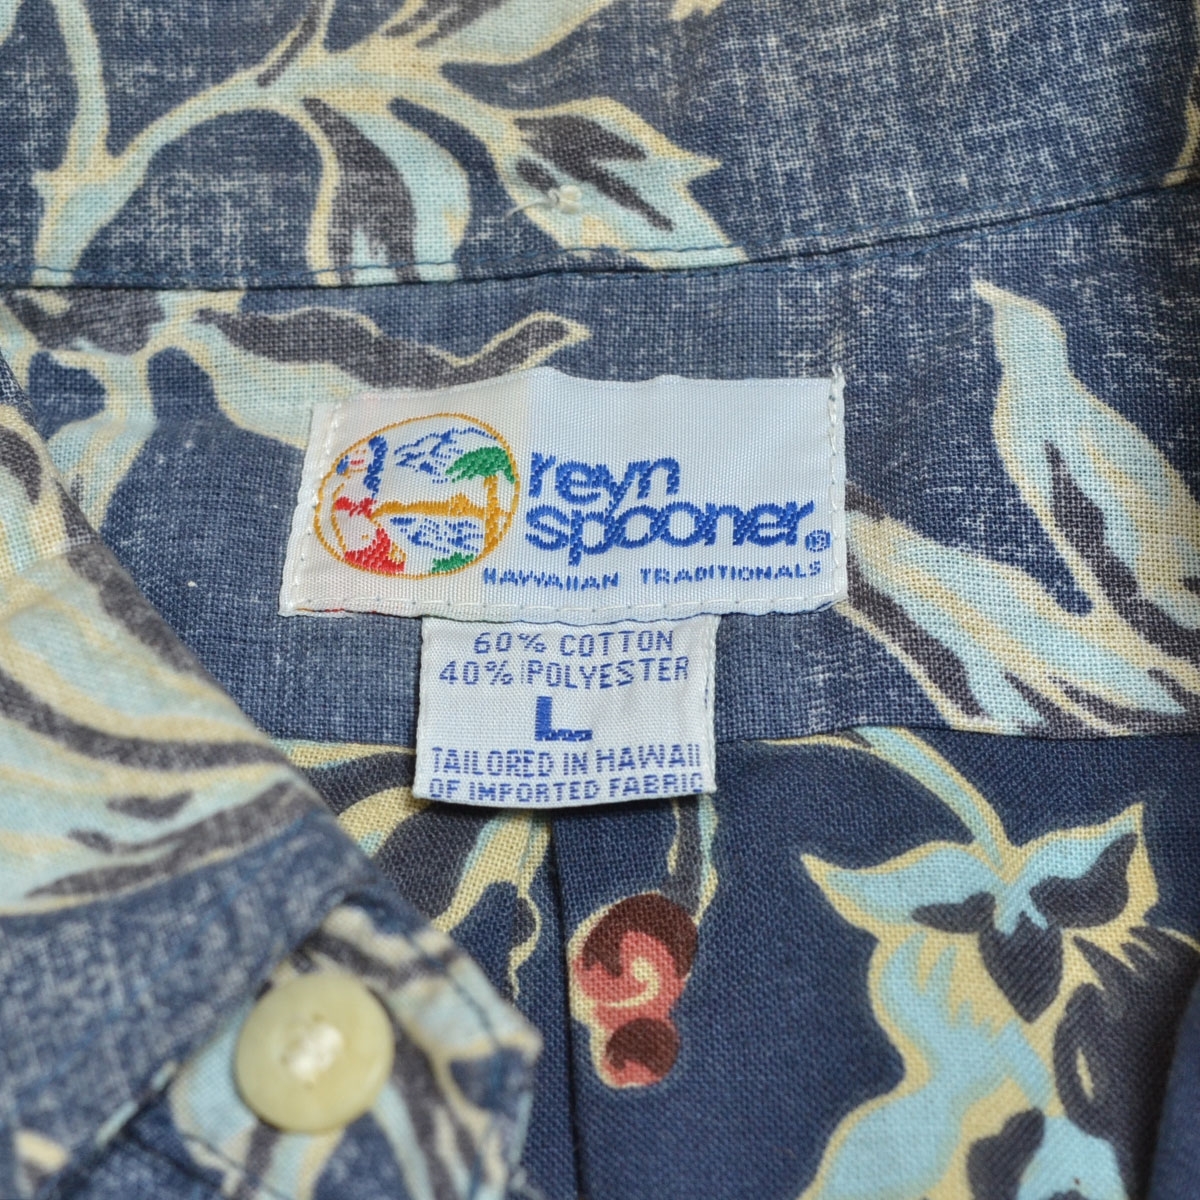 reyn
spooner®
HAWAIIAN TRADITIONALS
60% COTTON
40% POLYESTER
L
TAILORED IN HAWAII
OF IMPORTED FABRIC